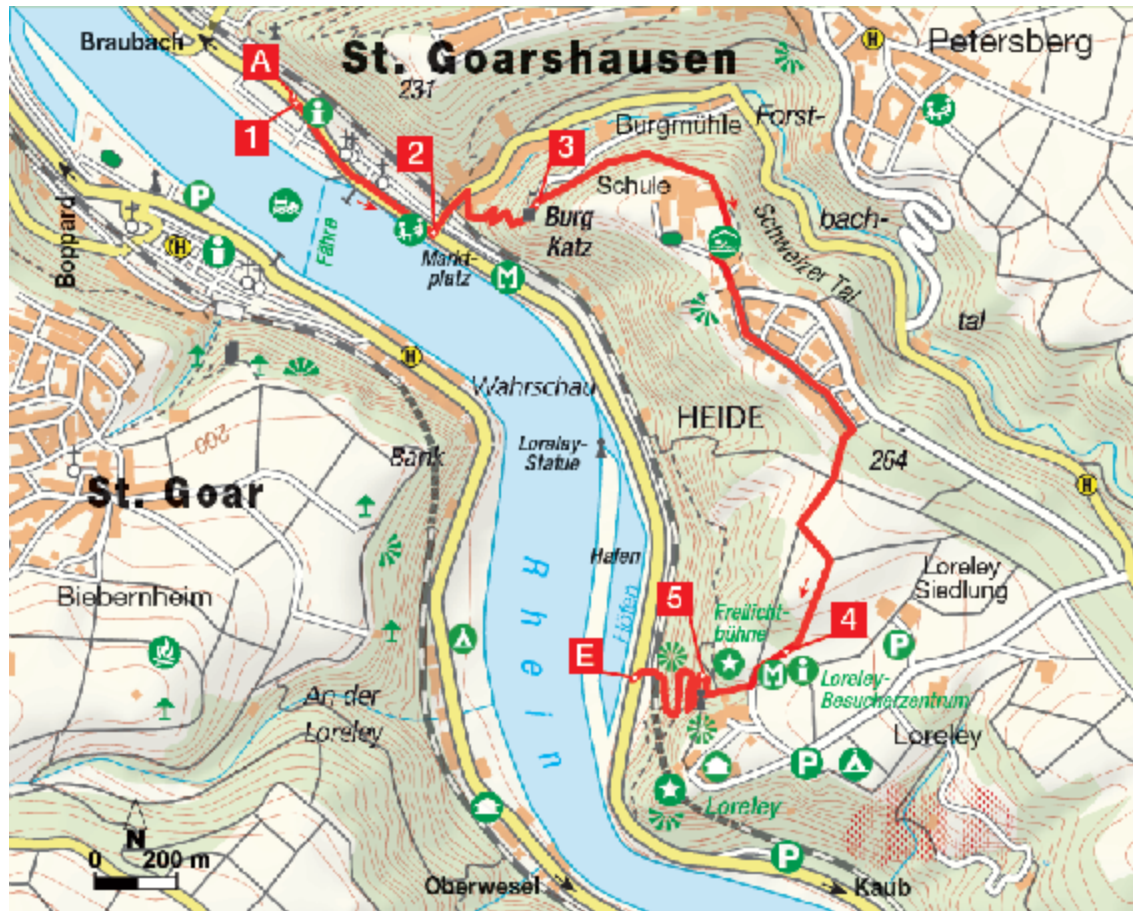 Braubach
A
St. Goarshausen
H
Petersberg
231
i
1
Burgmühle
Forst-
2
3
P
Schule
Burg
Katz
bach-
Schweizer Tal
Boppard
H
i
Fähre
Markt-
platz
M
tal
H
Wahrschau
HEIDE
200
Bank
Loreley-
Statue
264
H
St. Goar
Rhein
Hafen
Hafen
Loreley
Siedlung
Biebernheim
5
Freilicht-
bühne
4
P
E
M
i
Loreley-
Besucherzentrum
An der
Loreley
Loreley
P
Loreley
N
0 200 m
P
Oberwesel
Kaub